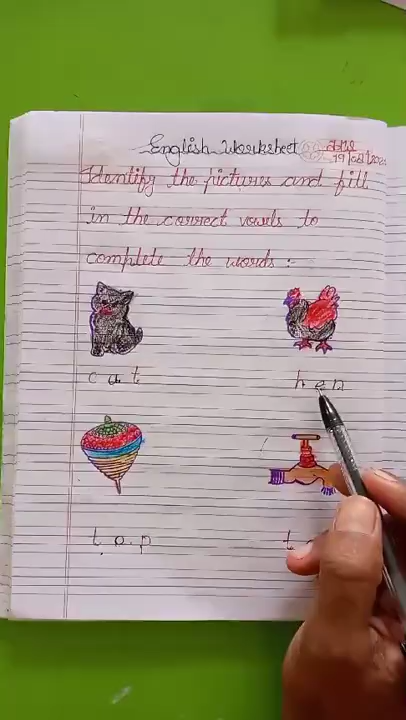 English Worksheet
Identify the pictures and fill
in the correct vowels to
complete the words :
c a t
h e n
t o p
t